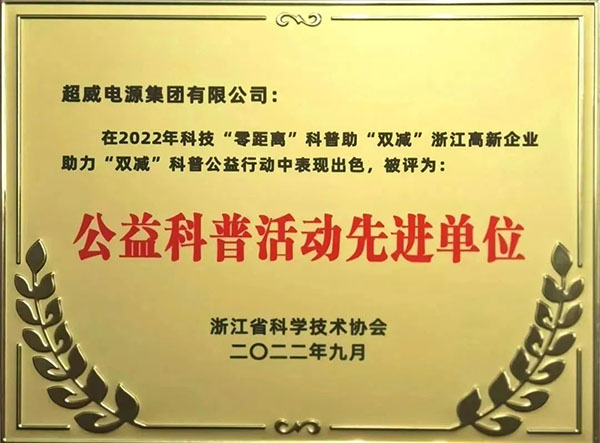 超威电源集团有限公司：
在2022年科技“零距离”科普助“双减”浙江高新企业
助力“双减”科普公益行动中表现出色，被评为：
公益科普活动先进单位
浙江省科学技术协会
二〇二二年九月